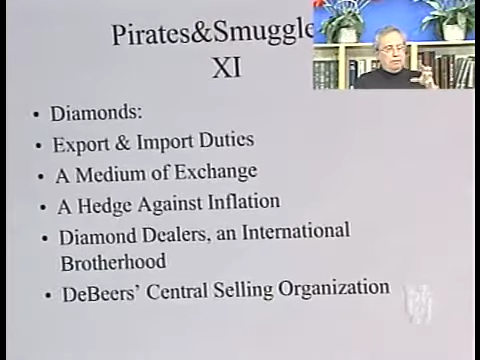 Pirates&Smuggle
XI
• Diamonds:
• Export & Import Duties
• A Medium of Exchange
• A Hedge Against Inflation
• Diamond Dealers, an International
Brotherhood
• DeBeers' Central Selling Organization